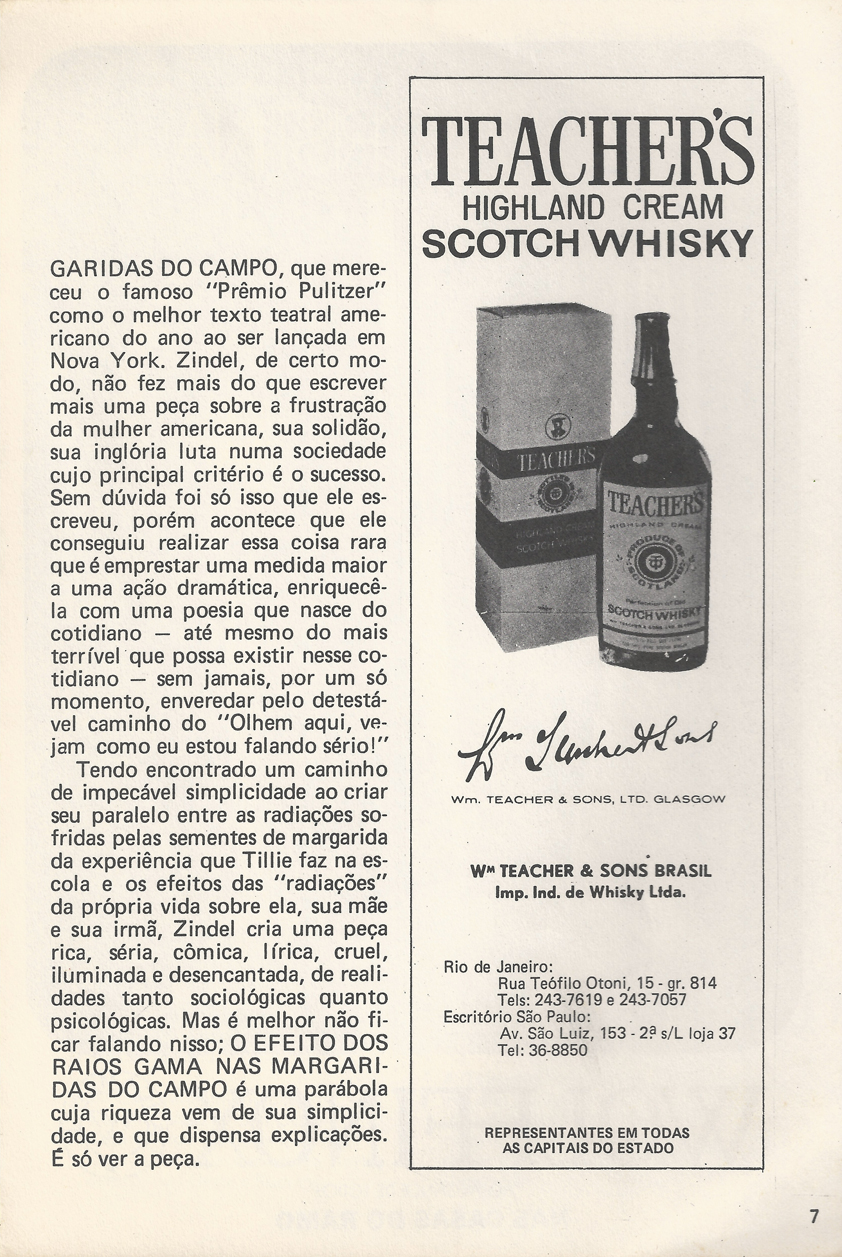 GARIDAS DO CAMPO, que mere-
ceu o famoso "Prêmio Pulitzer"
como o melhor texto teatral ame-
ricano do ano ao ser lançada em
Nova York. Zindel, de certo mo-
do, não fez mais do que escrever
mais uma peça sobre a frustração
da mulher americana, sua solidão,
sua inglória luta numa sociedade
cujo principal critério é o sucesso.
Sem dúvida foi só isso que ele es-
creveu, porém acontece que ele
conseguiu realizar essa coisa rara
que é emprestar uma medida maior
a uma ação dramática, enriquecê-
la com uma poesia que nasce do
cotidiano — até mesmo do mais
terrível que possa existir nesse co-
tidiano — sem jamais, por um só
momento, enveredar pelo detestá-
vel caminho do "Olhem aqui, ve-
jam como eu estou falando sério!"
Tendo encontrado um caminho
de impecável simplicidade ao criar
seu paralelo entre as radiações so-
fridas pelas sementes de margarida
da experiência que Tillie faz na es-
cola e os efeitos das "radiações"
da própria vida sobre ela, sua mãe
e sua irmã, Zindel cria uma peça
rica, séria, cômica, lírica, cruel,
iluminada e desencantada, de reali-
dades tanto sociológicas quanto
psicológicas. Mas é melhor não fi-
car falando nisso; O EFEITO DOS
RAIOS GAMA NAS MARGARI-
DAS DO CAMPO é uma parábola
cuja riqueza vem de sua simplici-
dade, e que dispensa explicações.
É só ver a peça.
TEACHER'S
HIGHLAND CREAM
SCOTCH WHISKY
TEACHER'S
HIGHLAND CREAM
SCOTCH WHISKY
TEACHER'S
HIGHLAND CREAM
PRODUCE OF
SCOTLAND
Perfection of Old
SCOTCH WHISKY
Wm Teacher & Sons
Wm. TEACHER & SONS, LTD. GLASGOW
Wᴹ TEACHER & SONS BRASIL
Imp. Ind. de Whisky Ltda.
Rio de Janeiro:
Rua Teófilo Otoni, 15 - gr. 814
Tels: 243-7619 e 243-7057
Escritório São Paulo:
Av. São Luiz, 153 - 2ª s/L loja 37
Tel: 36-8850
REPRESENTANTES EM TODAS
AS CAPITAIS DO ESTADO
7